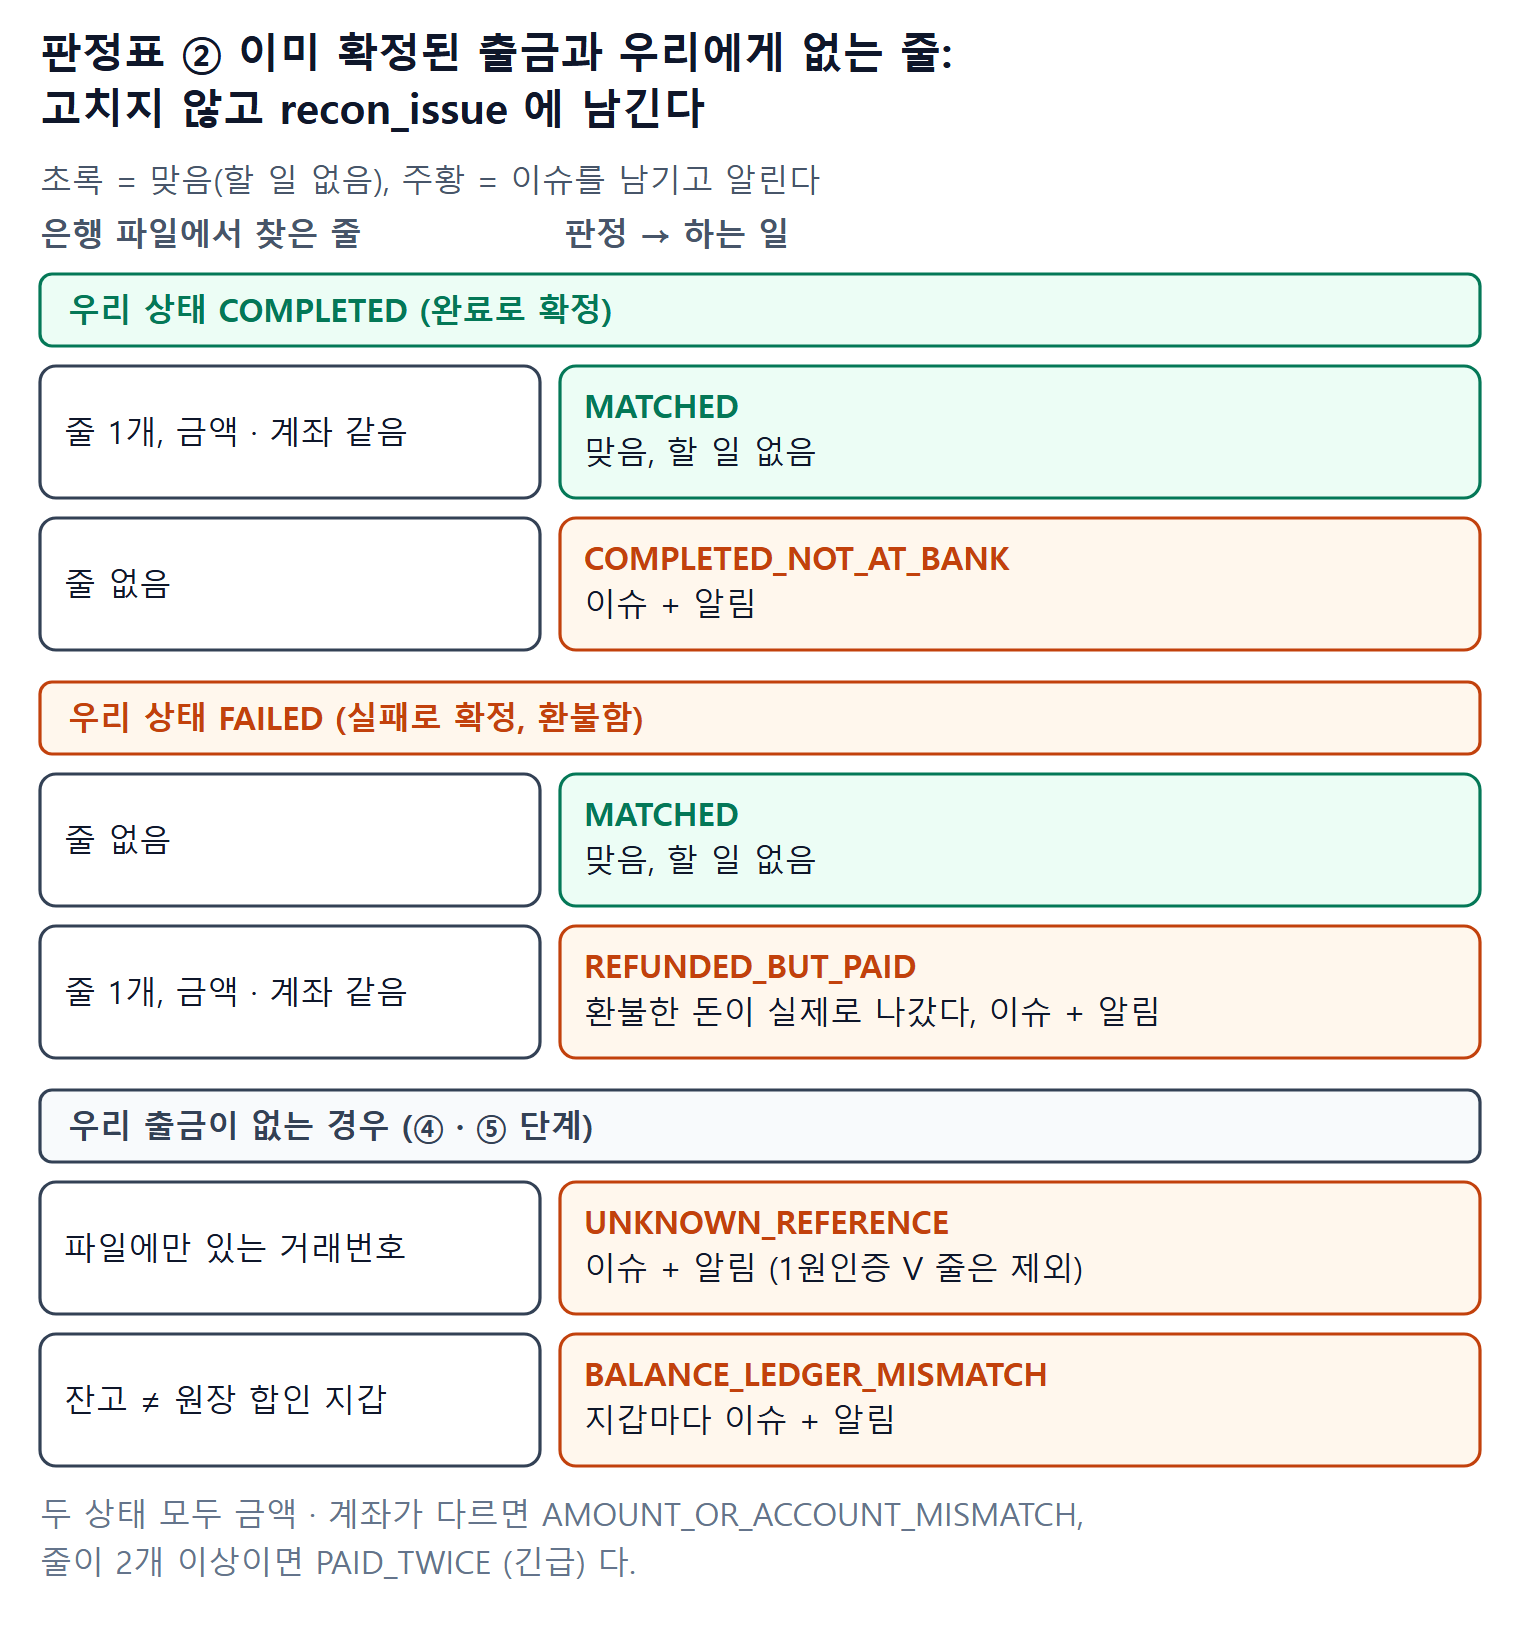 판정표 ② 이미 확정된 출금과 우리에게 없는 줄:
고치지 않고 recon_issue 에 남긴다
초록 = 맞음(할 일 없음), 주황 = 이슈를 남기고 알린다
은행 파일에서 찾은 줄
판정 → 하는 일
우리 상태 COMPLETED (완료로 확정)
줄 1개, 금액 · 계좌 같음
MATCHED
맞음, 할 일 없음
줄 없음
COMPLETED_NOT_AT_BANK
이슈 + 알림
우리 상태 FAILED (실패로 확정, 환불함)
줄 없음
MATCHED
맞음, 할 일 없음
줄 1개, 금액 · 계좌 같음
REFUNDED_BUT_PAID
환불한 돈이 실제로 나갔다, 이슈 + 알림
우리 출금이 없는 경우 (④ · ⑤ 단계)
파일에만 있는 거래번호
UNKNOWN_REFERENCE
이슈 + 알림 (1원인증 V 줄은 제외)
잔고 ≠ 원장 합인 지갑
BALANCE_LEDGER_MISMATCH
지갑마다 이슈 + 알림
두 상태 모두 금액 · 계좌가 다르면 AMOUNT_OR_ACCOUNT_MISMATCH,
줄이 2개 이상이면 PAID_TWICE (긴급) 다.